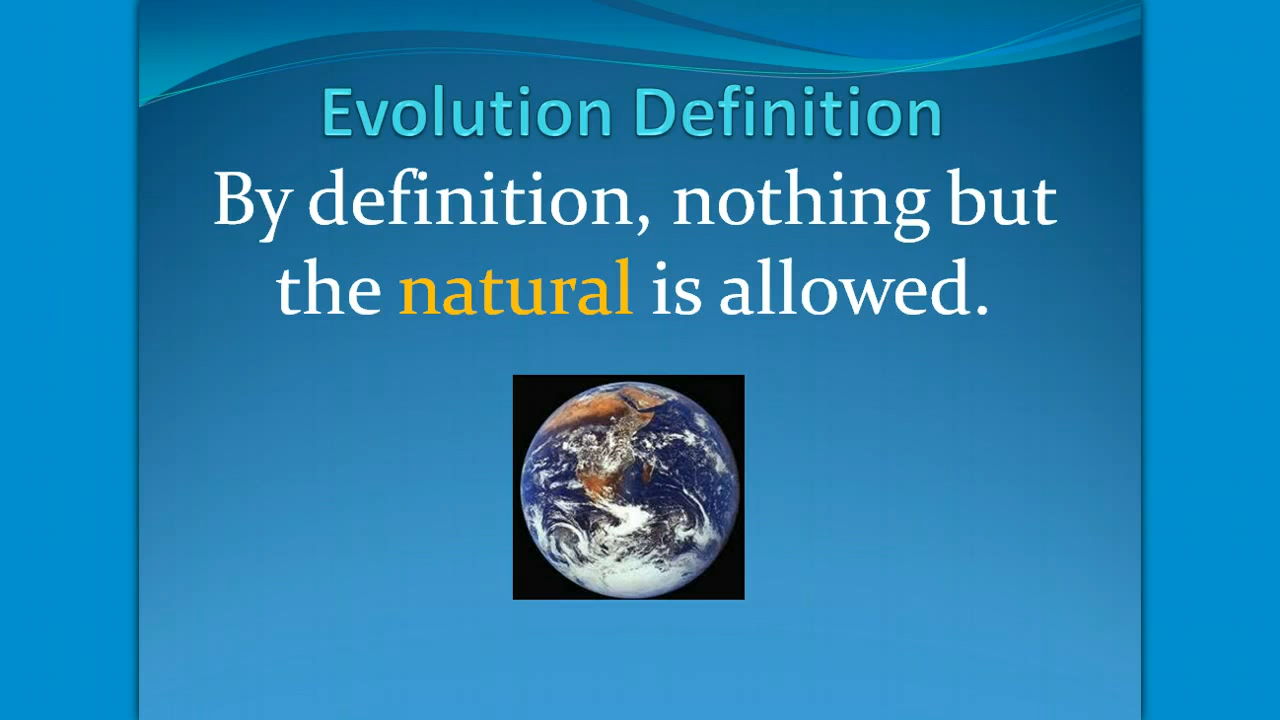 Evolution Definition
By definition, nothing but
the natural is allowed.